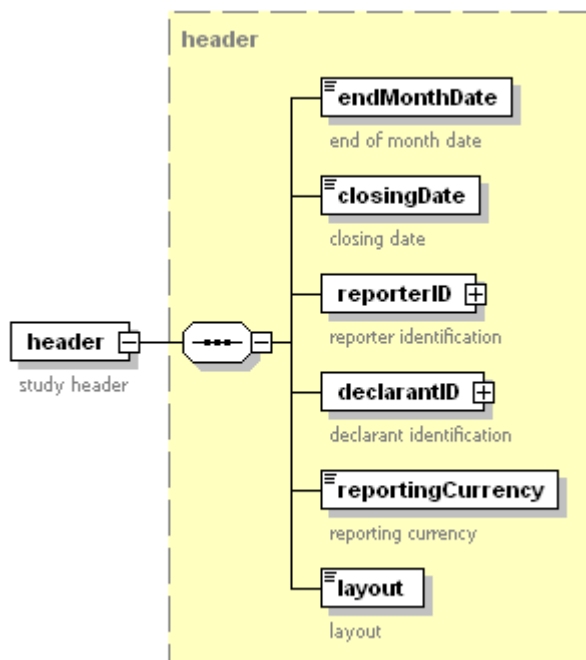 header
endMonthDate
end of month date
closingDate
closing date
reporterID
reporter identification
header
study header
declarantID
declarant identification
reportingCurrency
reporting currency
layout
layout